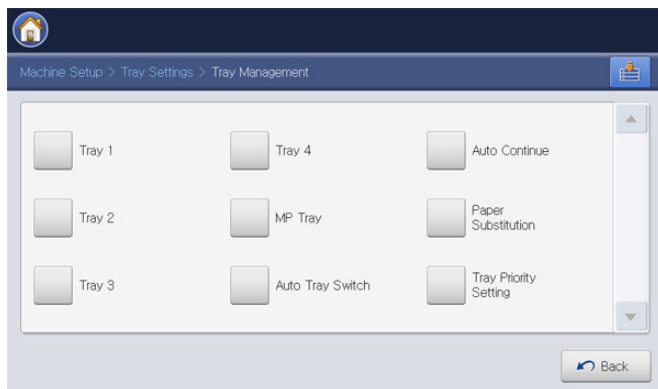 Machine Setup > Tray Settings > Tray Management
Tray 1
Tray 4
Auto Continue
Tray 2
MP Tray
Paper
Substitution
Tray 3
Auto Tray Switch
Tray Priority
Setting
Back